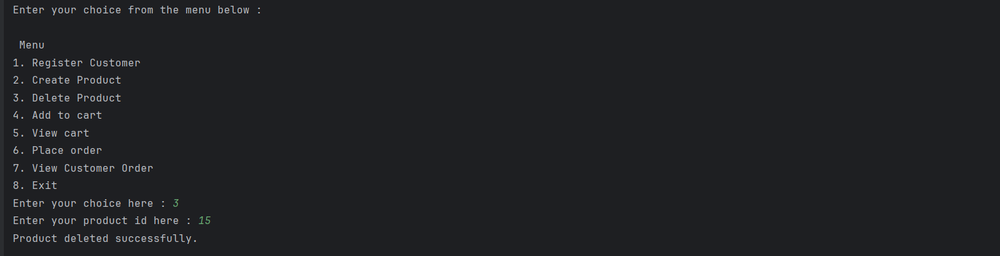 Enter your choice from the menu below :
Menu
1. Register Customer
2. Create Product
3. Delete Product
4. Add to cart
5. View cart
6. Place order
7. View Customer Order
8. Exit
Enter your choice here : 3
Enter your product id here : 15
Product deleted successfully.